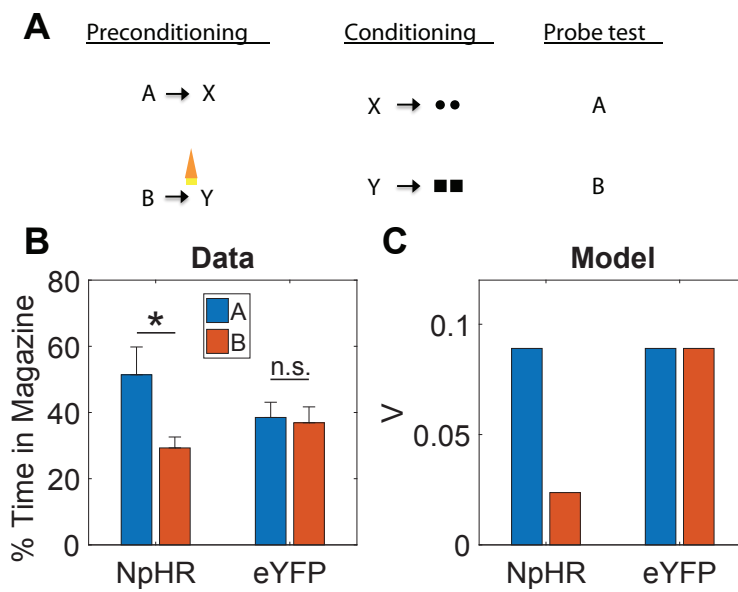 A
Preconditioning Conditioning Probe test
A → X X → ●● A
B → Y Y → ■■ B
B Data
% Time in Magazine
80
60
40
20
0
A
B
*
n.s.
NpHR eYFP
C Model
V
0.1
0.05
0
NpHR eYFP